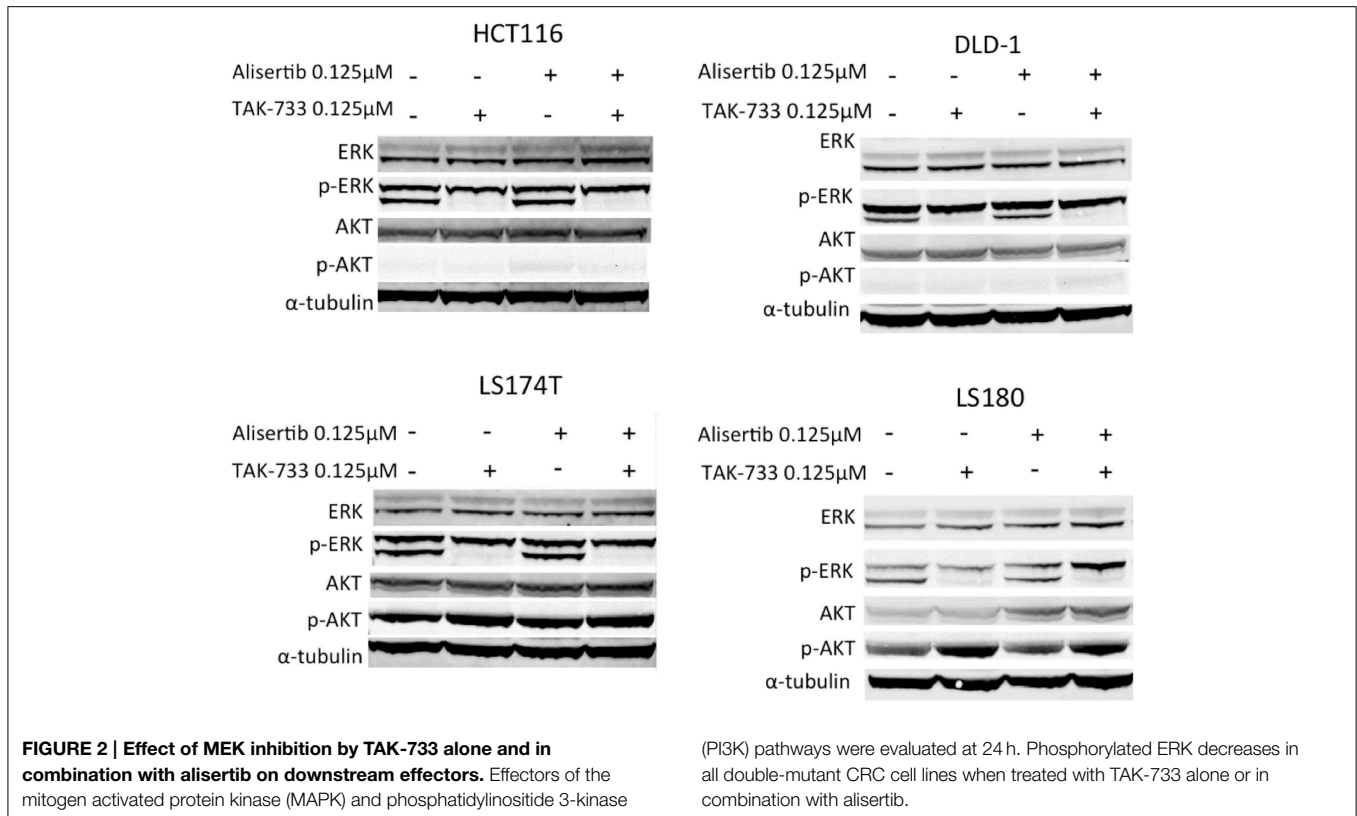 HCT116
Alisertib 0.125µM - - + +
TAK-733 0.125µM - + - +
ERK
p-ERK
AKT
p-AKT
α-tubulin
DLD-1
Alisertib 0.125µM - - + +
TAK-733 0.125µM - + - +
ERK
p-ERK
AKT
p-AKT
α-tubulin
LS174T
Alisertib 0.125µM - - + +
TAK-733 0.125µM - + - +
ERK
p-ERK
AKT
p-AKT
α-tubulin
LS180
Alisertib 0.125µM - - + +
TAK-733 0.125µM - + - +
ERK
p-ERK
AKT
p-AKT
α-tubulin
FIGURE 2 | Effect of MEK inhibition by TAK-733 alone and in
combination with alisertib on downstream effectors. Effectors of the
mitogen activated protein kinase (MAPK) and phosphatidylinositide 3-kinase
(PI3K) pathways were evaluated at 24 h. Phosphorylated ERK decreases in
all double-mutant CRC cell lines when treated with TAK-733 alone or in
combination with alisertib.